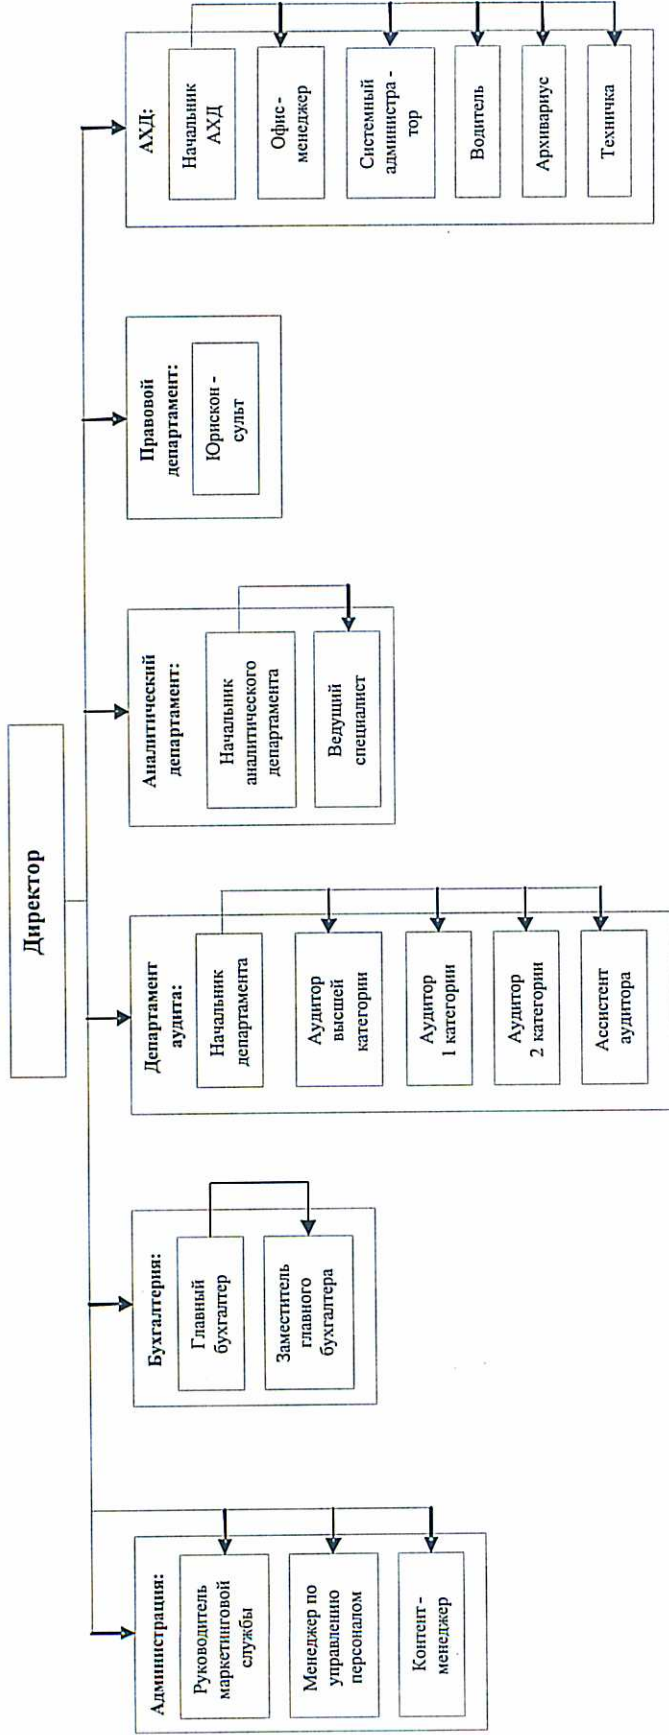 Директор
Администрация:
Руководитель
маркетинговой
службы
Менеджер по
управлению
персоналом
Контент -
менеджер
Бухгалтерия:
Главный
бухгалтер
Заместитель
главного
бухгалтера
Департамент
аудита:
Начальник
департамента
Аудитор
высшей
категории
Аудитор
1 категории
Аудитор
2 категории
Ассистент
аудитора
Аналитический
департамент:
Начальник
аналитического
департамента
Ведущий
специалист
Правовой
департамент:
Юрискон -
сульт
АХД:
Начальник
АХД
Офис -
менеджер
Системный
администра -
тор
Водитель
Архивариус
Техничка